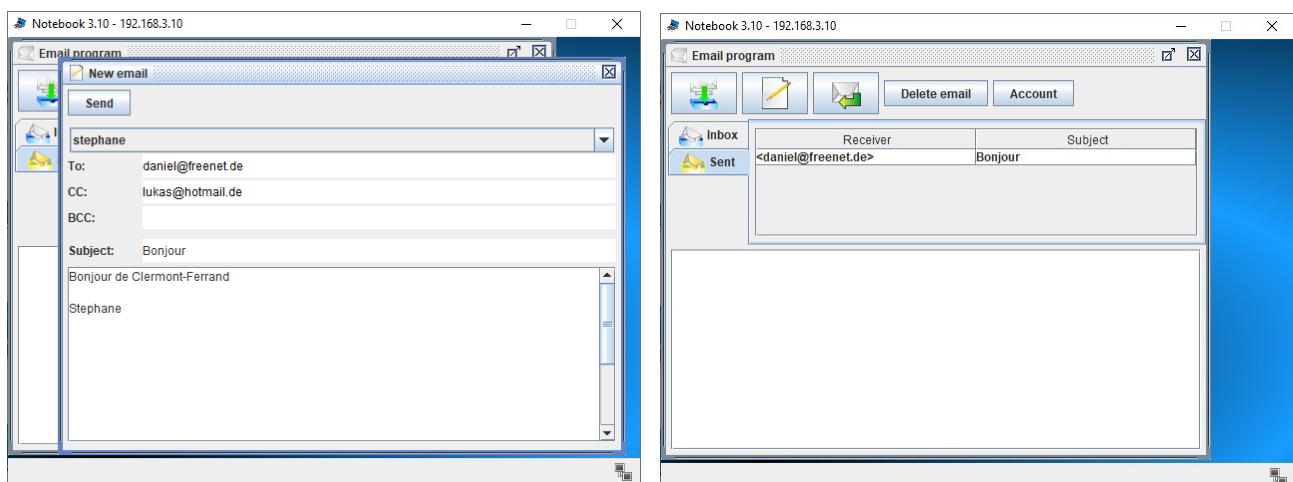 Notebook 3.10 - 192.168.3.10
Email program
New email
Send
stephane
To: daniel@freenet.de
CC: lukas@hotmail.de
BCC:
Subject: Bonjour
Bonjour de Clermont-Ferrand
Stephane
Notebook 3.10 - 192.168.3.10
Email program
Delete email Account
Inbox
Sent
Receiver Subject
<daniel@freenet.de> Bonjour